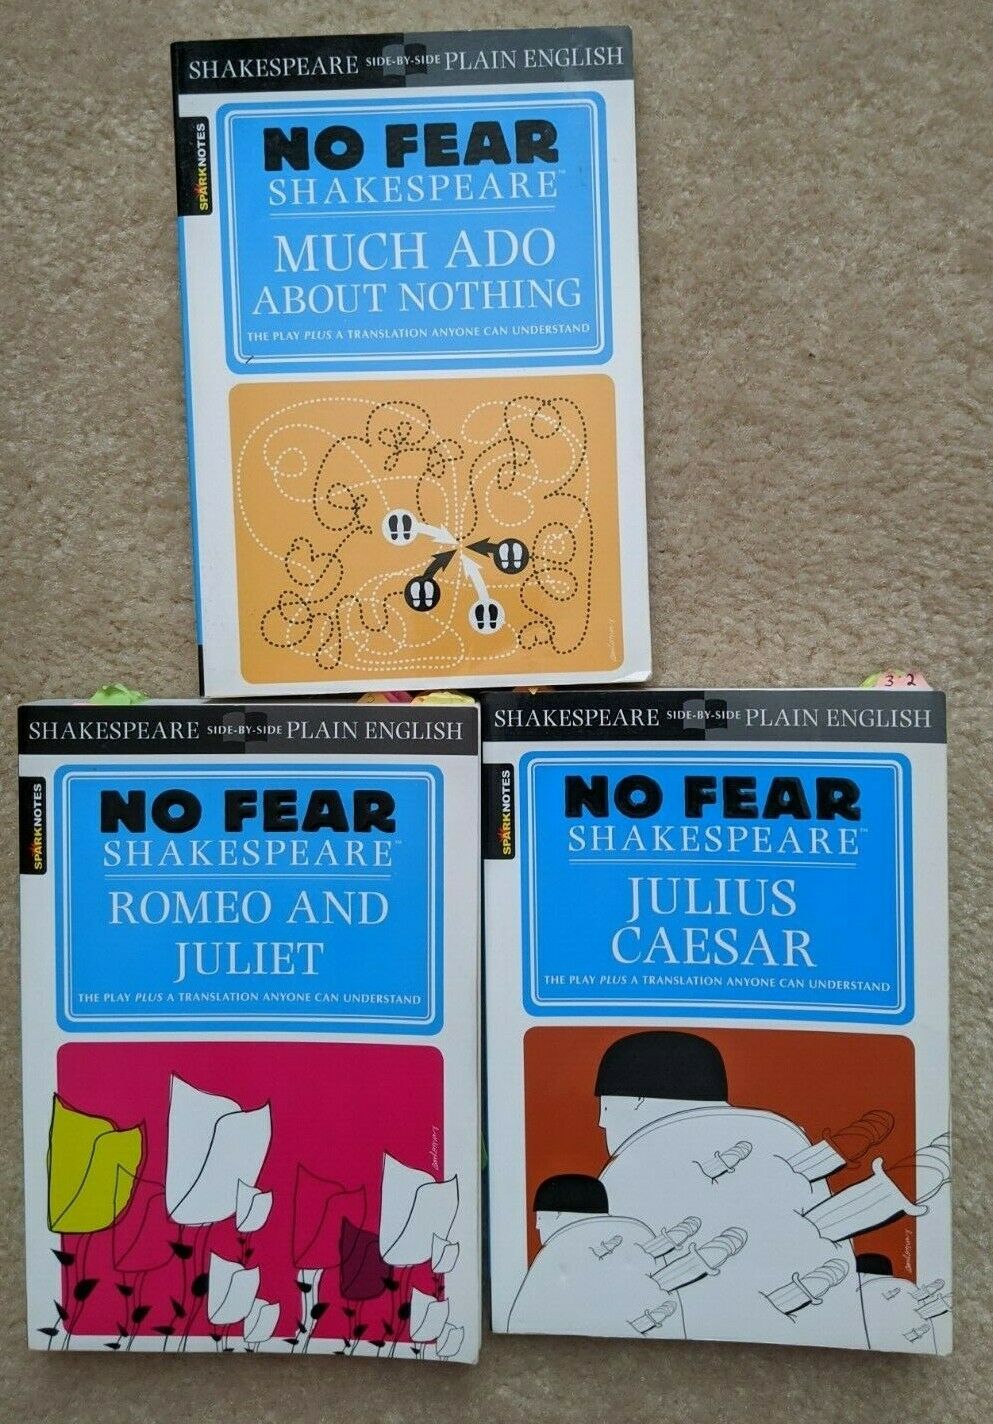 SHAKESPEARE SIDE-BY-SIDE PLAIN ENGLISH
SPARKNOTES
NO FEAR
SHAKESPEARE™
MUCH ADO
ABOUT NOTHING
THE PLAY PLUS A TRANSLATION ANYONE CAN UNDERSTAND
3·2
SHAKESPEARE SIDE-BY-SIDE PLAIN ENGLISH
SPARKNOTES
NO FEAR
SHAKESPEARE™
ROMEO AND
JULIET
THE PLAY PLUS A TRANSLATION ANYONE CAN UNDERSTAND
SHAKESPEARE SIDE-BY-SIDE PLAIN ENGLISH
SPARKNOTES
NO FEAR
SHAKESPEARE™
JULIUS
CAESAR
THE PLAY PLUS A TRANSLATION ANYONE CAN UNDERSTAND